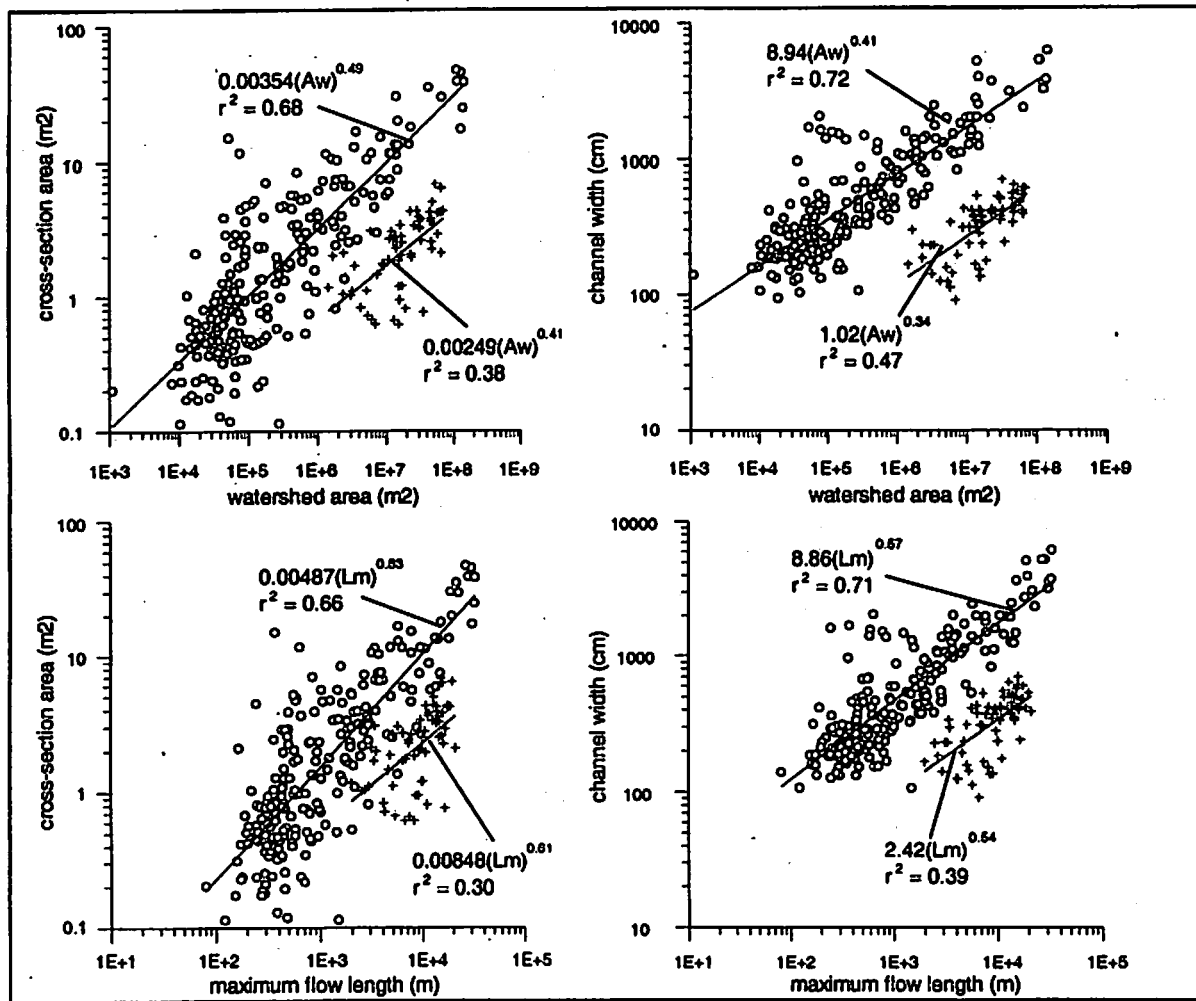 100
10
1
0.1
cross-section area (m2)
0.00354(Aw)^0.49
r² = 0.68
0.00249(Aw)^0.41
r² = 0.38
1E+3 1E+4 1E+5 1E+6 1E+7 1E+8 1E+9
watershed area (m2)
10000
1000
100
10
channel width (cm)
8.94(Aw)^0.41
r² = 0.72
1.02(Aw)^0.34
r² = 0.47
1E+3 1E+4 1E+5 1E+6 1E+7 1E+8 1E+9
watershed area (m2)
100
10
1
0.1
cross-section area (m2)
0.00487(Lm)^0.83
r² = 0.66
0.00848(Lm)^0.61
r² = 0.30
1E+1 1E+2 1E+3 1E+4 1E+5
maximum flow length (m)
10000
1000
100
10
channel width (cm)
8.86(Lm)^0.57
r² = 0.71
2.42(Lm)^0.54
r² = 0.39
1E+1 1E+2 1E+3 1E+4 1E+5
maximum flow length (m)